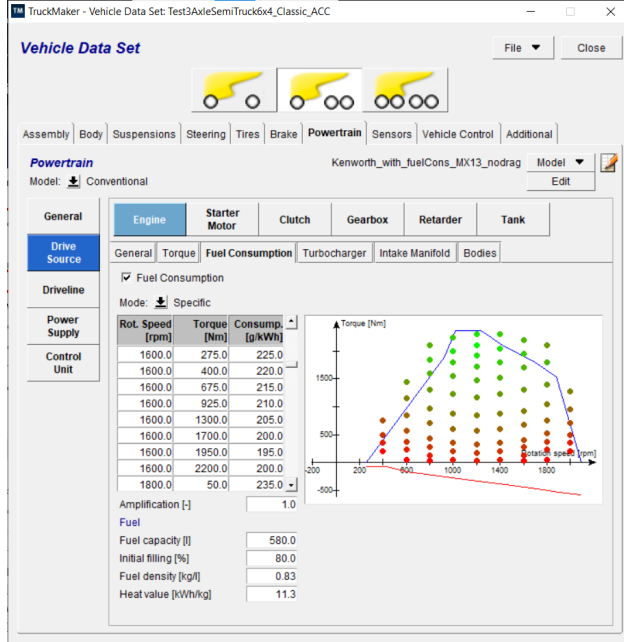 TM TruckMaker - Vehicle Data Set: Test3AxleSemiTruck6x4_Classic_ACC
Vehicle Data Set
File
Close
Assembly Body Suspensions Steering Tires Brake Powertrain Sensors Vehicle Control Additional
Powertrain
Kenworth_with_fuelCons_MX13_nodrag
Model
Model: Conventional
Edit
General
Drive Source
Driveline
Power Supply
Control Unit
Engine Starter Motor Clutch Gearbox Retarder Tank
General Torque Fuel Consumption Turbocharger Intake Manifold Bodies
Fuel Consumption
Mode: Specific
Rot. Speed Torque Consump.
[rpm] [Nm] [g/kWh]
1600.0 275.0 225.0
1600.0 400.0 220.0
1600.0 675.0 215.0
1600.0 925.0 210.0
1600.0 1300.0 205.0
1600.0 1700.0 200.0
1600.0 1950.0 195.0
1600.0 2200.0 200.0
1800.0 50.0 235.0
Torque [Nm]
1500
500
-500
-200 200 600 1000 1400 1800
Rotation speed [rpm]
Amplification [-] 1.0
Fuel
Fuel capacity [l] 580.0
Initial filling [%] 80.0
Fuel density [kg/l] 0.83
Heat value [kWh/kg] 11.3